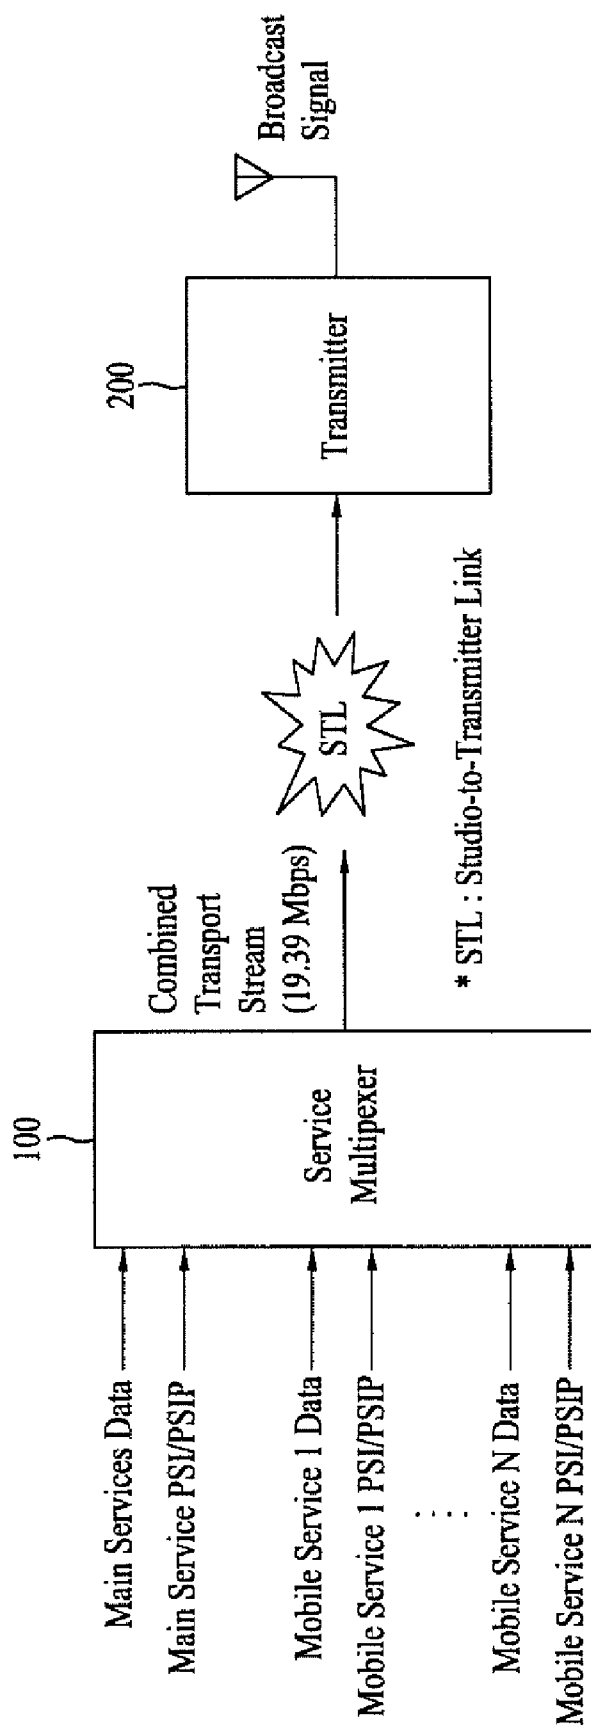 Main Services Data
Main Service PSI/PSIP
Mobile Service 1 Data
Mobile Service 1 PSI/PSIP
. . . .
Mobile Service N Data
Mobile Service N PSI/PSIP
100
Service
Multipexer
Combined
Transport
Stream
(19.39 Mbps)
STL
* STL : Studio-to-Transmitter Link
200
Transmitter
Broadcast
Signal